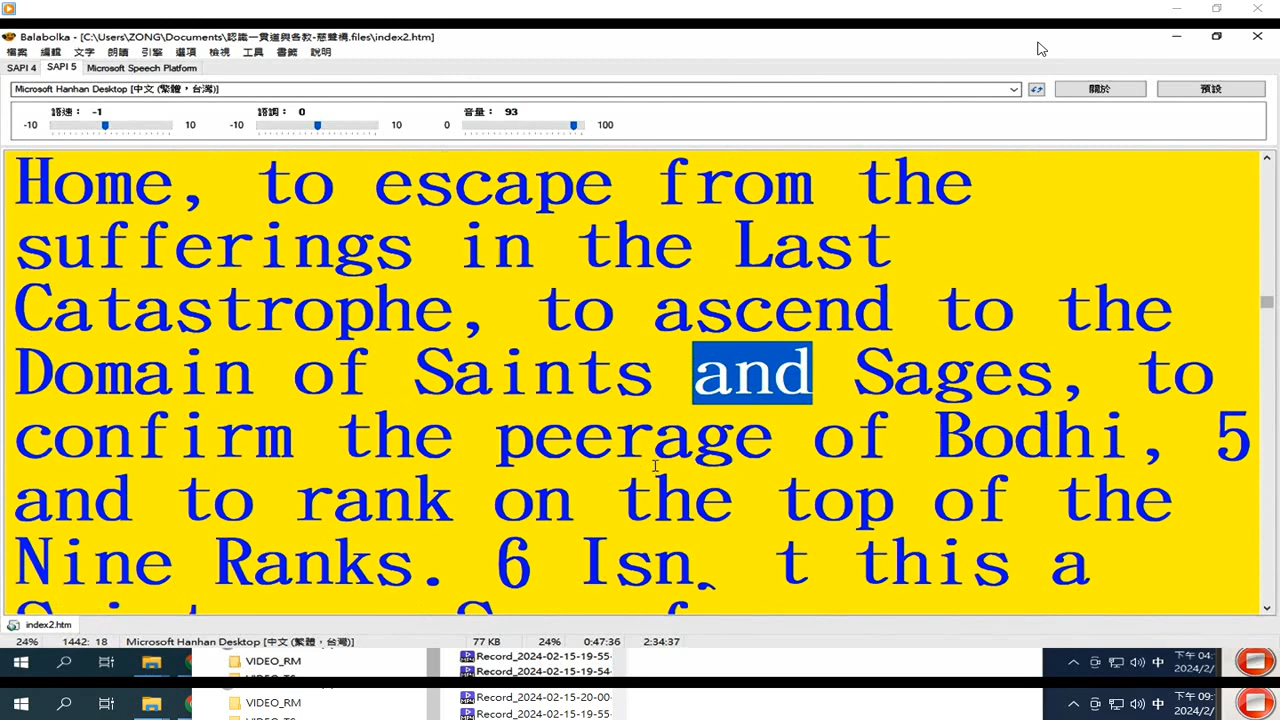 Balabolka - [C:\Users\ZONG\Documents\認識一貫道與各教-慈聲橋.files\index2.htm]
檔案 編輯 文字 朗讀 引擎 選項 檢視 工具 書籤 說明
SAPI 4 SAPI 5 Microsoft Speech Platform
Microsoft Hanhan Desktop [中文 (繁體，台灣)] 關於 預設
語速： -1 語調： 0 音量： 93
-10 10 -10 10 0 100
Home, to escape from the
sufferings in the Last
Catastrophe, to ascend to the
Domain of Saints and Sages, to
confirm the peerage of Bodhi, 5
and to rank on the top of the
Nine Ranks. 6 Isn、t this a
index2.htm
24% 1442: 18 Microsoft Hanhan Desktop [中文 (繁體，台灣)] 77 KB 24% 0:47:36 2:34:37
VIDEO_RM Record_2024-02-15-19-55- 中 下午 04:
Record_2024-02-15-19-54- 2024/2/
VIDEO_RM Record_2024-02-15-20-00- 中 下午 09:
Record_2024-02-15-19-55- 2024/2/